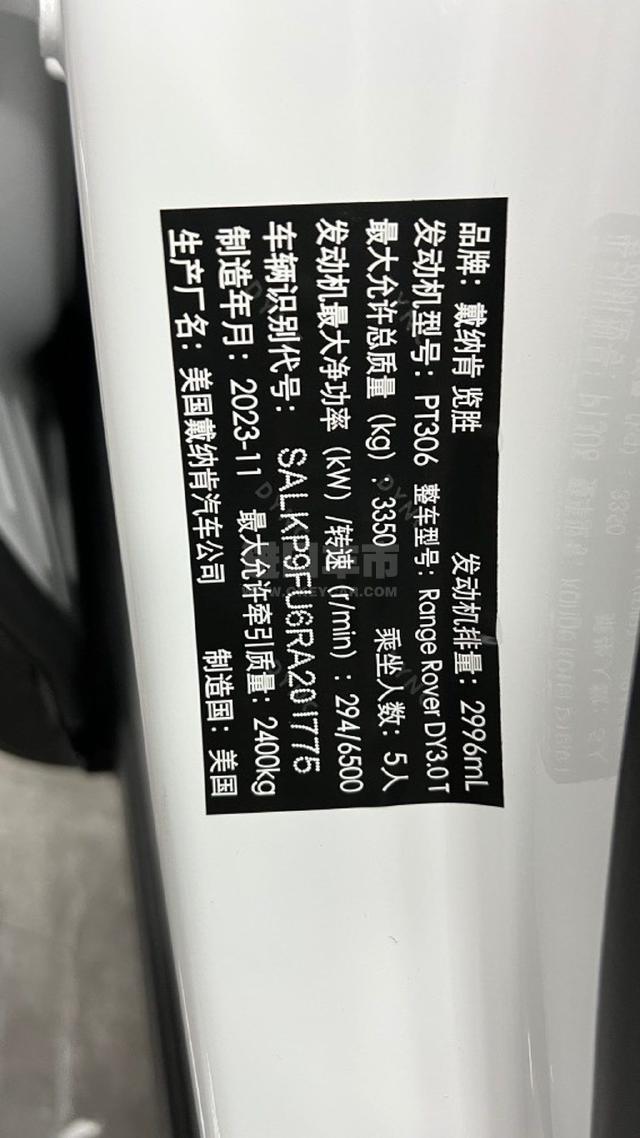 品牌：戴纳肯 览胜 发动机排量：2996mL
发动机型号：PT306 整车型号：Range Rover DY3.0T
最大允许总质量（kg）：3350 乘坐人数：5人
发动机最大净功率（kW）/转速（r/min）：294/6500
车辆识别代号：SALKP9FU6RA201775
制造年月：2023-11 最大允许牵引质量：2400kg
生产厂名：美国戴纳肯汽车公司 制造国：美国